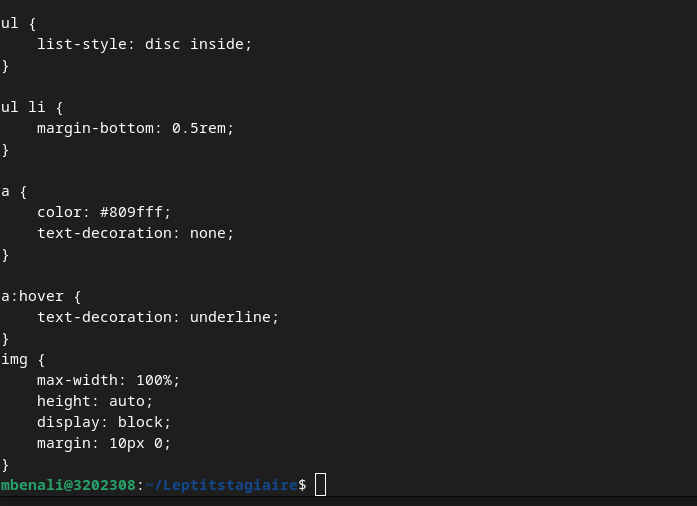 ul {
    list-style: disc inside;
}

ul li {
    margin-bottom: 0.5rem;
}

a {
    color: #809fff;
    text-decoration: none;
}

a:hover {
    text-decoration: underline;
}
img {
    max-width: 100%;
    height: auto;
    display: block;
    margin: 10px 0;
}
mbenali@3202308:~/Leptitstagiaire$